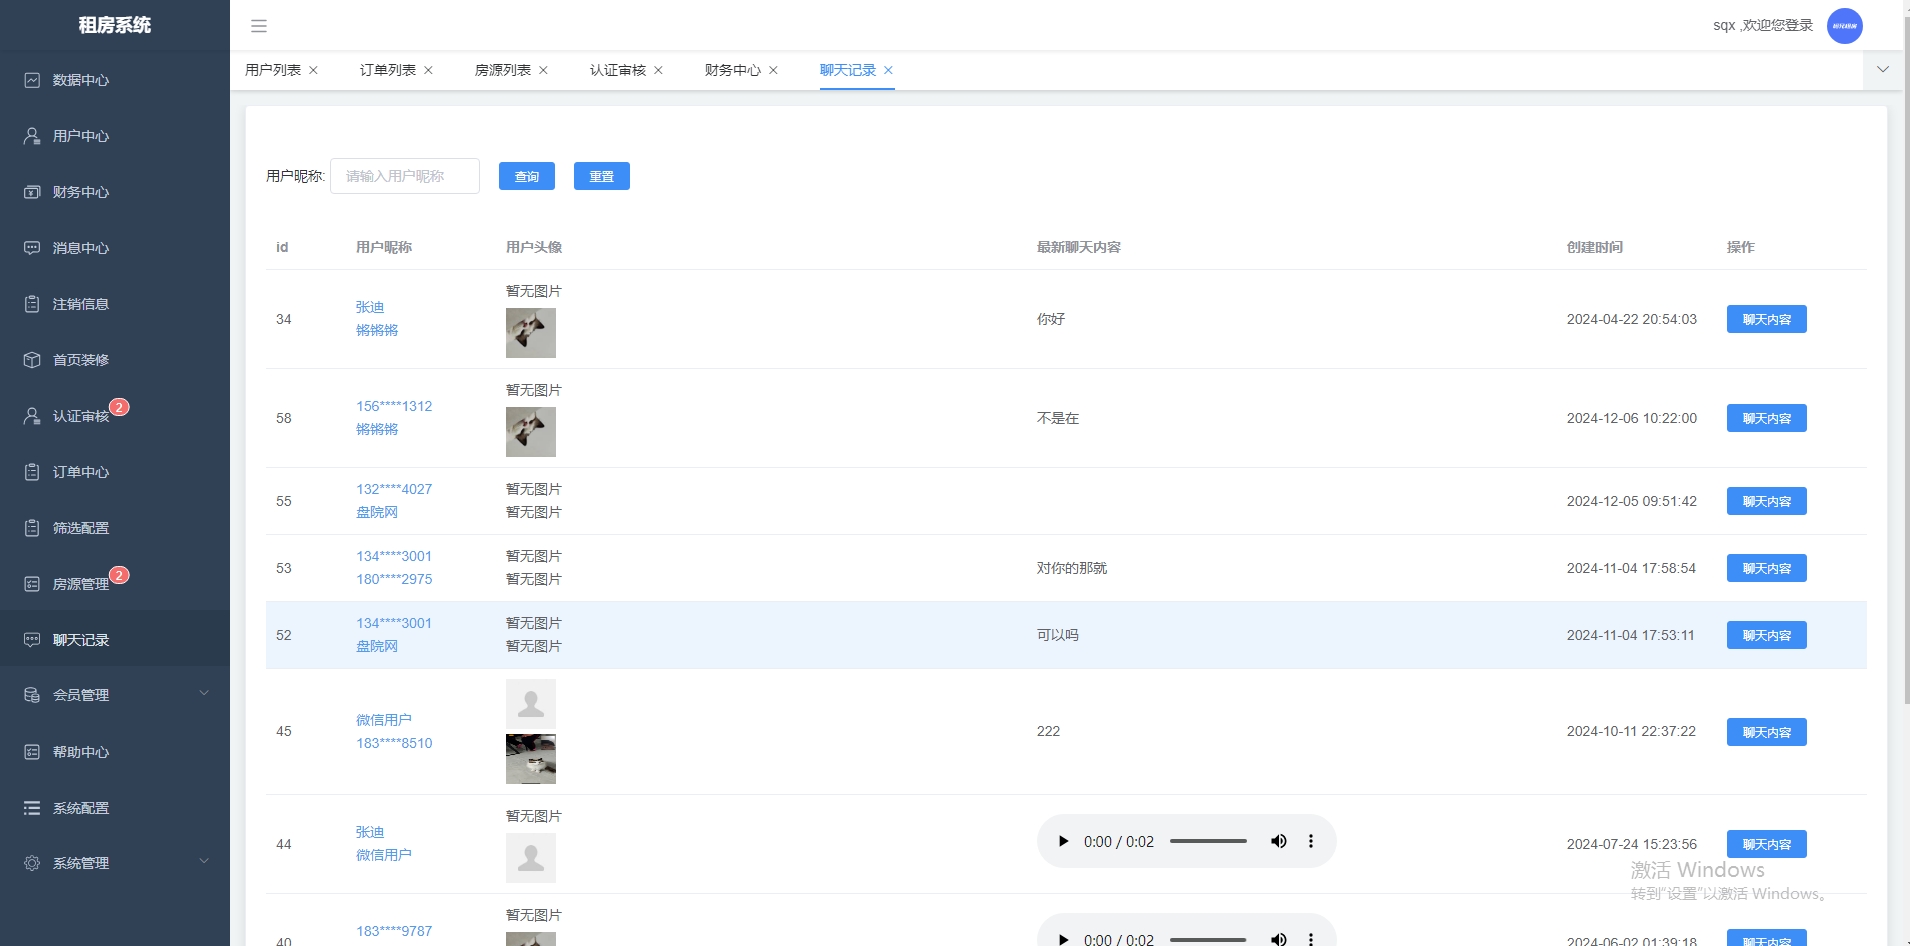 租房系统
sqx ,欢迎您登录
用户列表
订单列表
房源列表
认证审核
财务中心
聊天记录
数据中心
用户中心
财务中心
消息中心
注销信息
首页装修
认证审核 2
订单中心
筛选配置
房源管理 2
聊天记录
会员管理
帮助中心
系统配置
系统管理
用户昵称: 请输入用户昵称 查询 重置
id 用户昵称 用户头像 最新聊天内容 创建时间 操作
张迪 暂无图片
34 你好 2024-04-22 20:54:03 聊天内容
锵锵锵
156****1312 暂无图片
58 不是在 2024-12-06 10:22:00 聊天内容
锵锵锵
132****4027 暂无图片
55 2024-12-05 09:51:42 聊天内容
盘院网 暂无图片
134****3001 暂无图片
53 对你的那就 2024-11-04 17:58:54 聊天内容
180****2975 暂无图片
134****3001 暂无图片
52 可以吗 2024-11-04 17:53:11 聊天内容
盘院网 暂无图片
微信用户
45 222 2024-10-11 22:37:22 聊天内容
183****8510
张迪 暂无图片
44 0:00 / 0:02 2024-07-24 15:23:56 聊天内容
微信用户
183****9787 暂无图片
40 0:00 / 0:02 2024-06-02 01:39:18 聊天内容
激活 Windows
转到“设置”以激活 Windows。